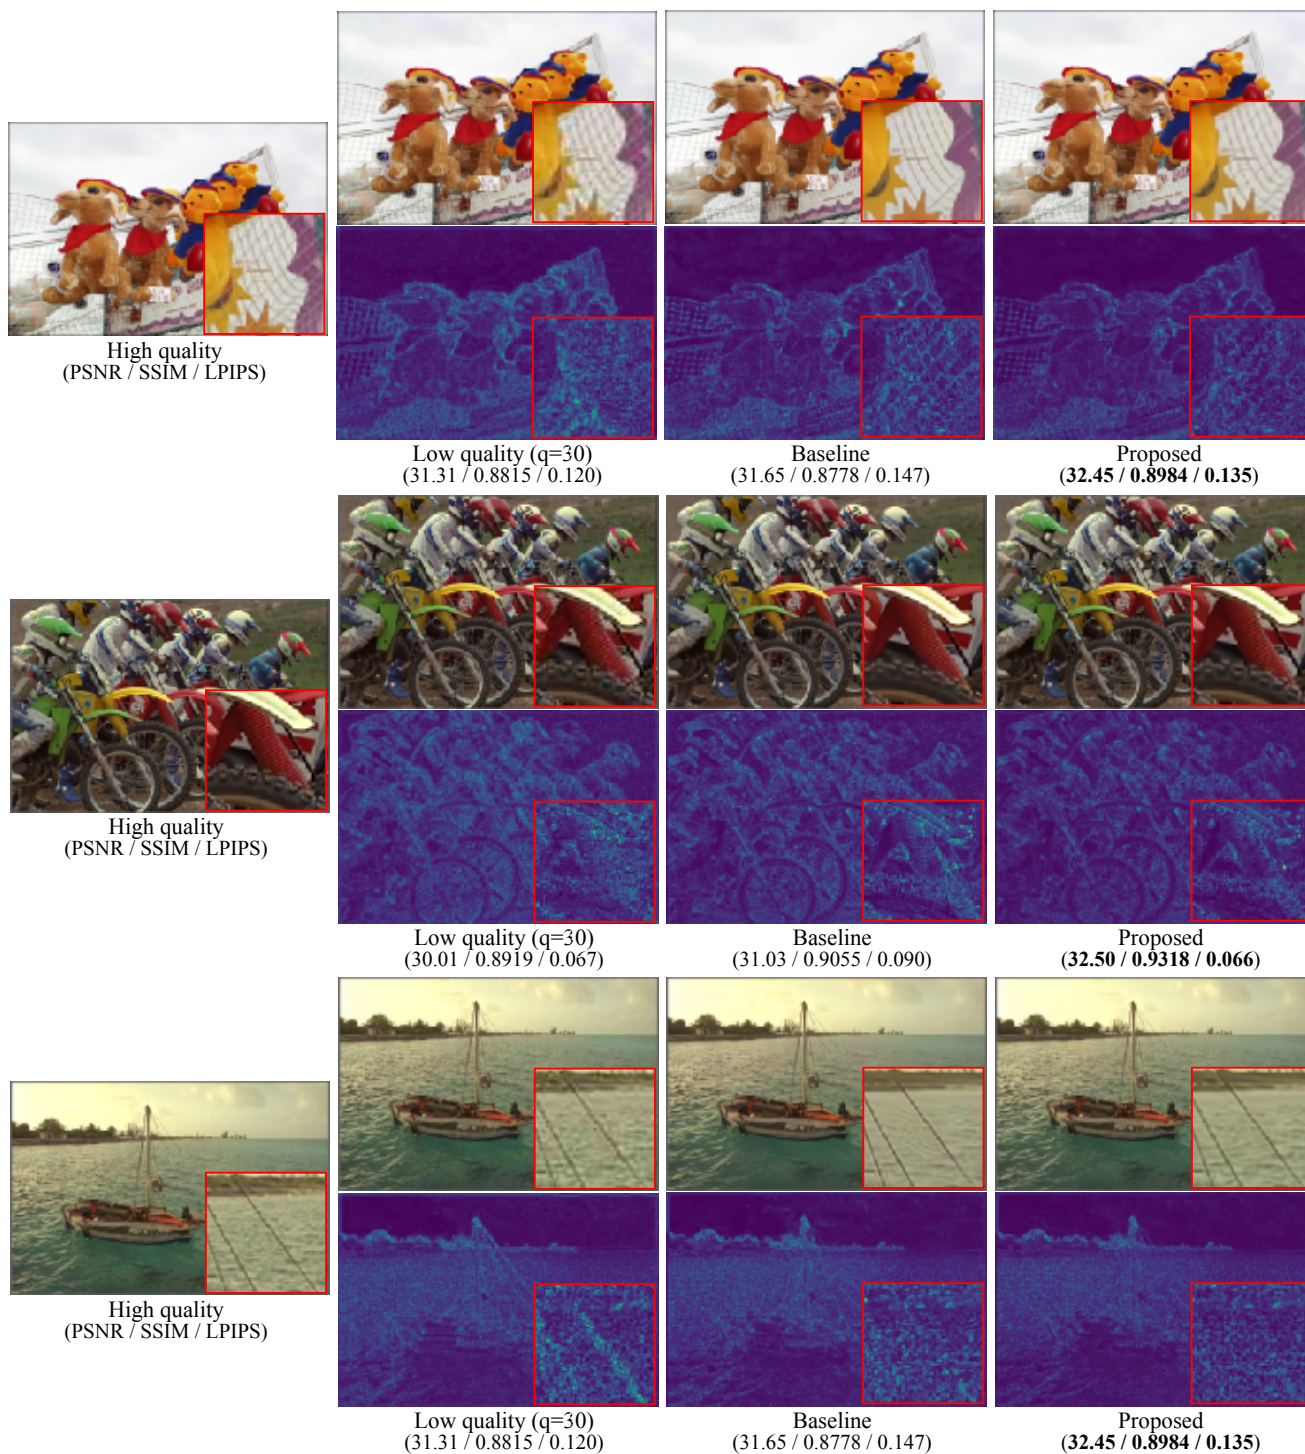 High quality
(PSNR / SSIM / LPIPS)
Low quality (q=30)
(31.31 / 0.8815 / 0.120)
Baseline
(31.65 / 0.8778 / 0.147)
Proposed
(32.45 / 0.8984 / 0.135)
High quality
(PSNR / SSIM / LPIPS)
Low quality (q=30)
(30.01 / 0.8919 / 0.067)
Baseline
(31.03 / 0.9055 / 0.090)
Proposed
(32.50 / 0.9318 / 0.066)
High quality
(PSNR / SSIM / LPIPS)
Low quality (q=30)
(31.31 / 0.8815 / 0.120)
Baseline
(31.65 / 0.8778 / 0.147)
Proposed
(32.45 / 0.8984 / 0.135)